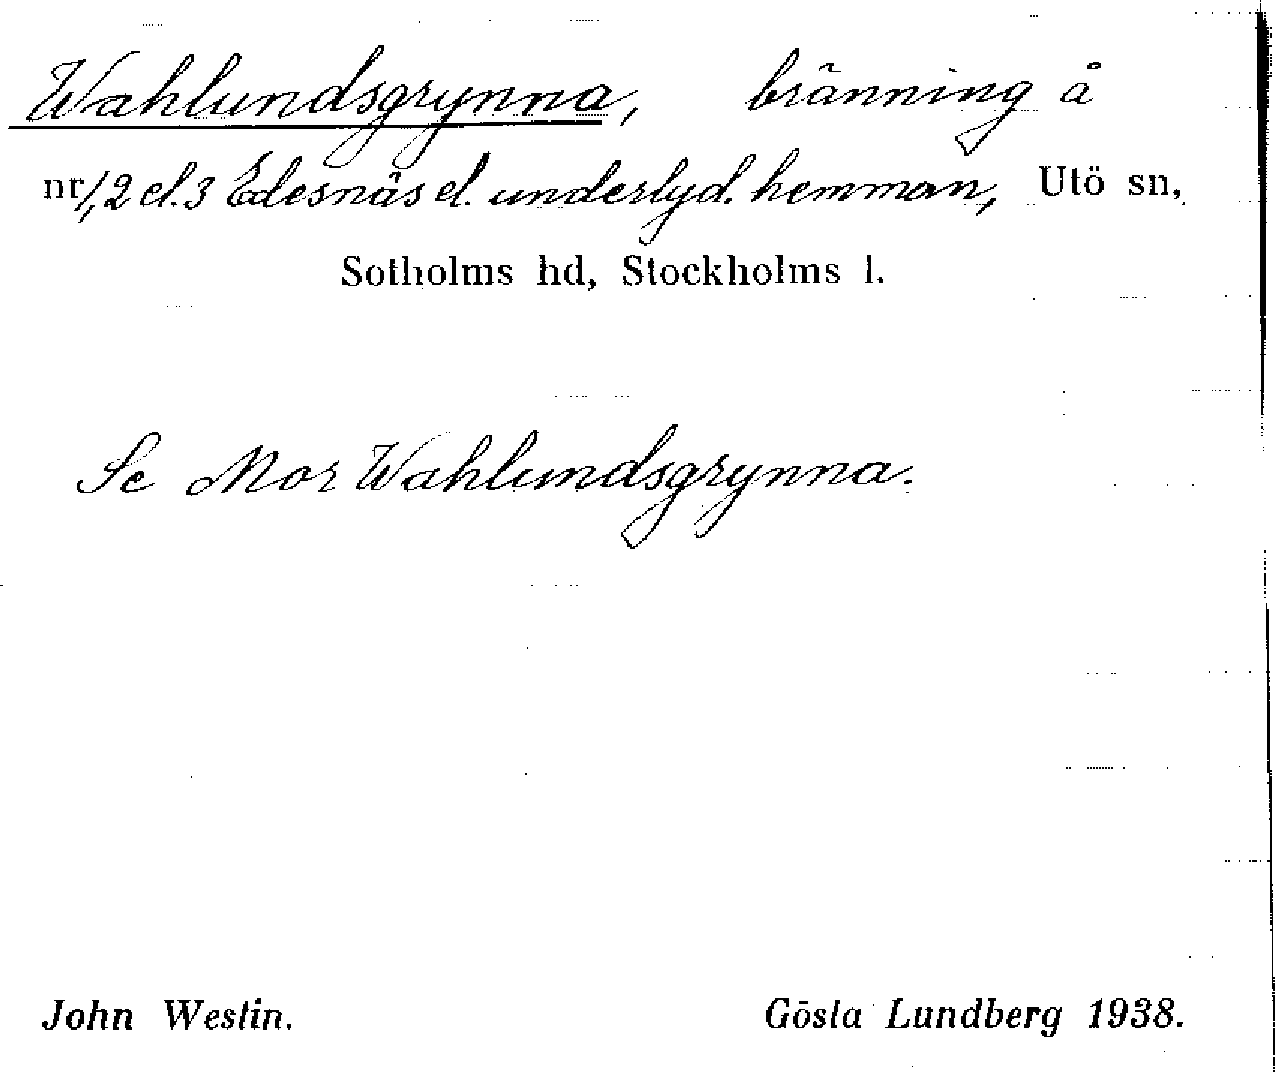 Wahlundsgrynna, bränning å
nr 1, 2 el. 3 Edesnäs el. underlyd. hemman, Utö sn,
Sotholms hd, Stockholms l.
Se Mor Wahlundsgrynna.
John Westin. Gösta Lundberg 1938.